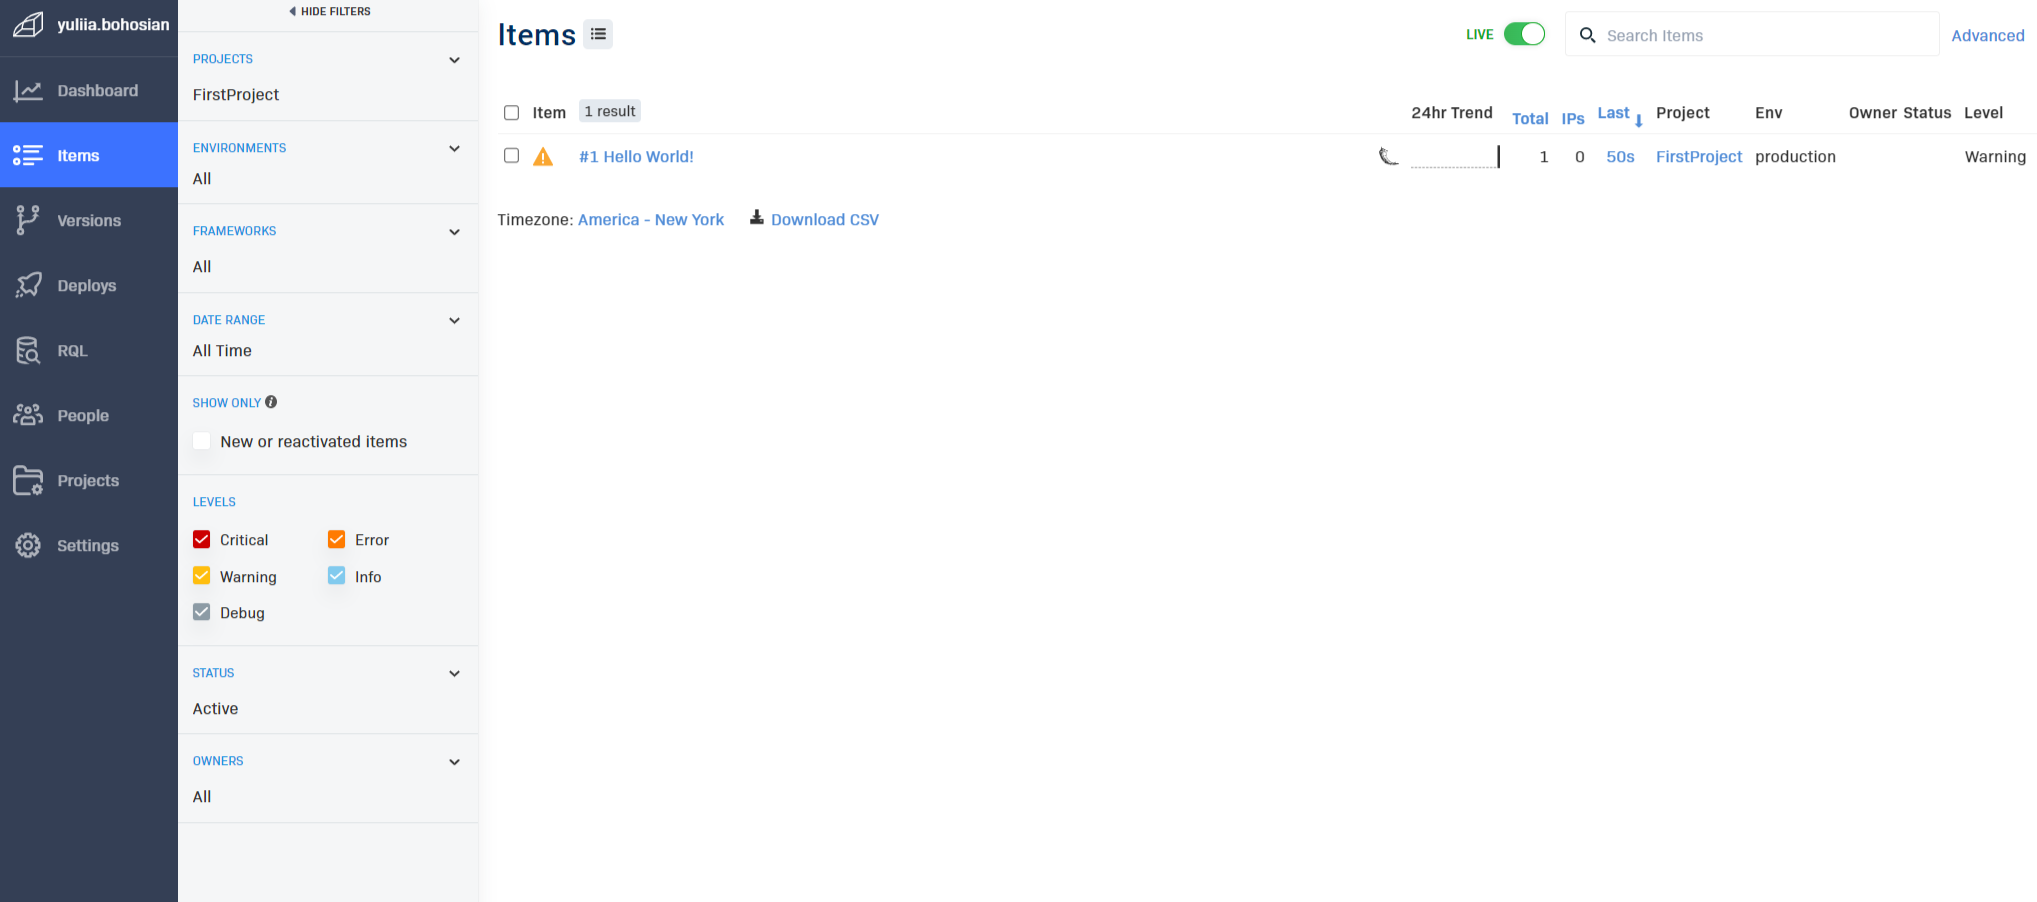 yuliia.bohosian
Dashboard
Items
Versions
Deploys
RQL
People
Projects
Settings
HIDE FILTERS
PROJECTS
FirstProject
ENVIRONMENTS
All
FRAMEWORKS
All
DATE RANGE
All Time
SHOW ONLY
New or reactivated items
LEVELS
Critical Error
Warning Info
Debug
STATUS
Active
OWNERS
All
Items
LIVE Search Items Advanced
Item 1 result 24hr Trend Total IPs Last Project Env Owner Status Level
#1 Hello World! 1 0 50s FirstProject production Warning
Timezone: America - New York Download CSV